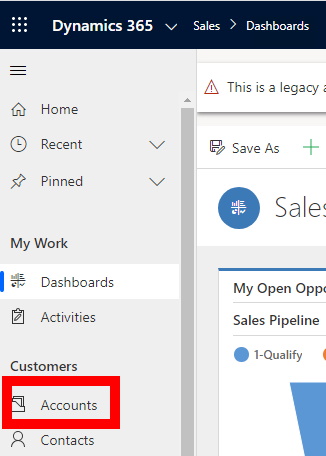 Dynamics 365 Sales > Dashboards
This is a legacy a
Home
Recent
Save As
Pinned
Sales
My Work
Dashboards
My Open Oppo
Activities
Sales Pipeline
1-Qualify
Customers
Accounts
Contacts